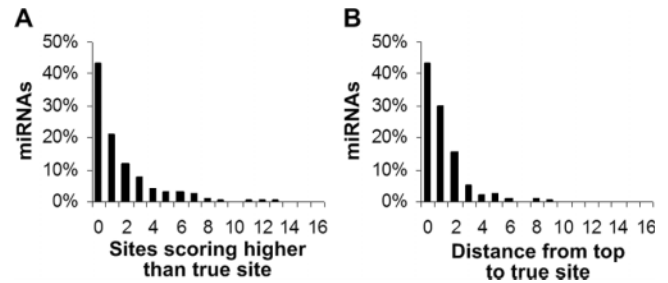 A
50%
40%
30%
20%
10%
0%
miRNAs
0 2 4 6 8 10 12 14 16
Sites scoring higher
than true site
B
50%
40%
30%
20%
10%
0%
miRNAs
0 2 4 6 8 10 12 14 16
Distance from top
to true site